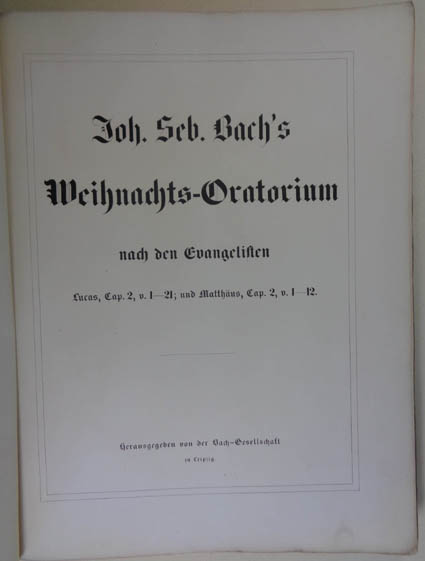 Joh. Seb. Bach's
Weihnachts-Oratorium
nach den Evangelisten
Lucas, Cap. 2, v. 1—21; und Matthäus, Cap. 2, v. 1—12.
Herausgegeben von der Bach-Gesellschaft
zu Leipzig.